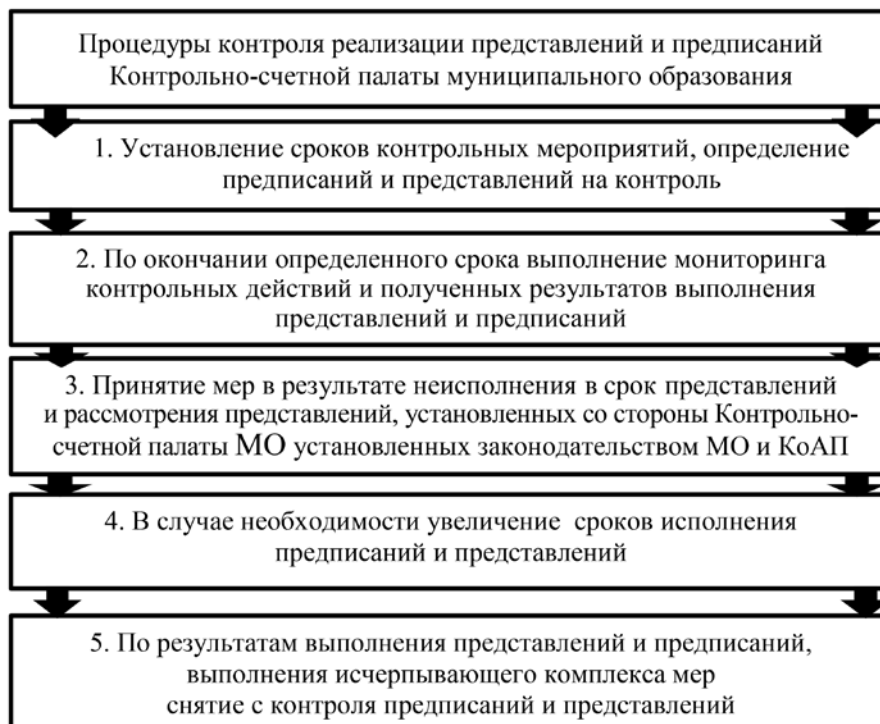 Процедуры контроля реализации представлений и предписаний
Контрольно-счетной палаты муниципального образования
1. Установление сроков контрольных мероприятий, определение
предписаний и представлений на контроль
2. По окончании определенного срока выполнение мониторинга
контрольных действий и полученных результатов выполнения
представлений и предписаний
3. Принятие мер в результате неисполнения в срок представлений
и рассмотрения представлений, установленных со стороны Контрольно-
счетной палаты МО установленных законодательством МО и КоАП
4. В случае необходимости увеличение сроков исполнения
предписаний и представлений
5. По результатам выполнения представлений и предписаний,
выполнения исчерпывающего комплекса мер
снятие с контроля предписаний и представлений